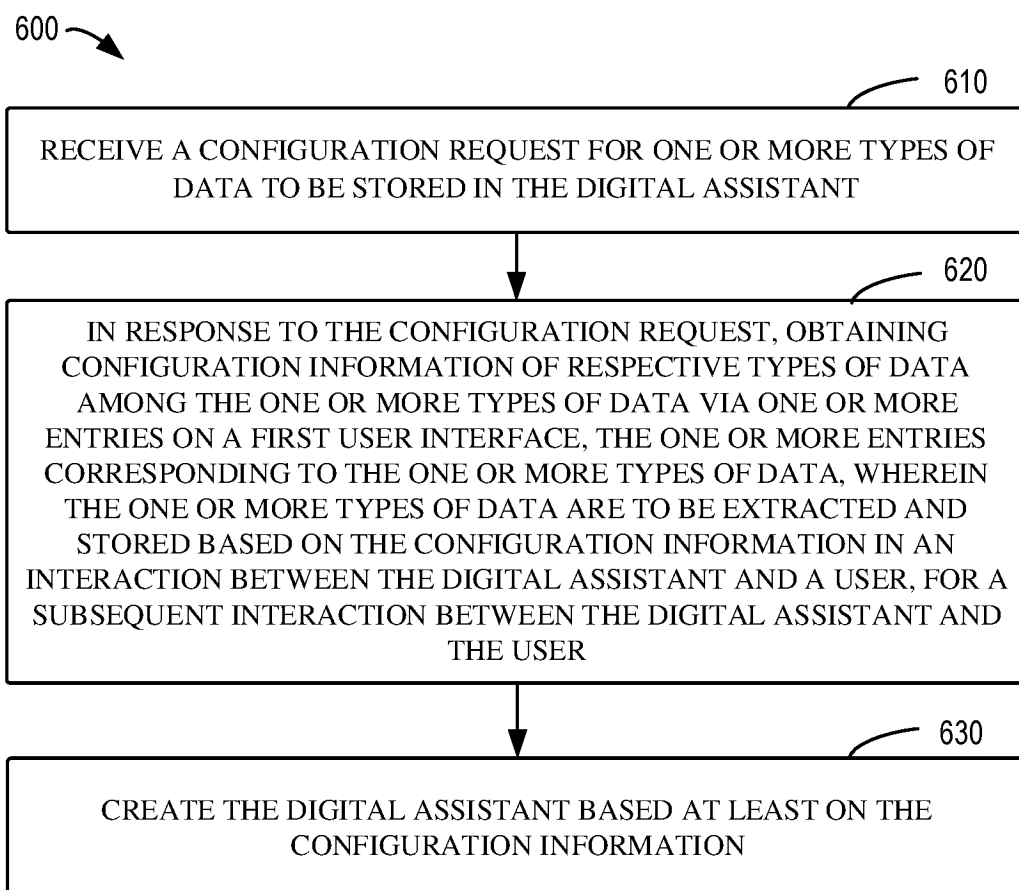 600
610
RECEIVE A CONFIGURATION REQUEST FOR ONE OR MORE TYPES OF
DATA TO BE STORED IN THE DIGITAL ASSISTANT
620
IN RESPONSE TO THE CONFIGURATION REQUEST, OBTAINING
CONFIGURATION INFORMATION OF RESPECTIVE TYPES OF DATA
AMONG THE ONE OR MORE TYPES OF DATA VIA ONE OR MORE
ENTRIES ON A FIRST USER INTERFACE, THE ONE OR MORE ENTRIES
CORRESPONDING TO THE ONE OR MORE TYPES OF DATA, WHEREIN
THE ONE OR MORE TYPES OF DATA ARE TO BE EXTRACTED AND
STORED BASED ON THE CONFIGURATION INFORMATION IN AN
INTERACTION BETWEEN THE DIGITAL ASSISTANT AND A USER, FOR A
SUBSEQUENT INTERACTION BETWEEN THE DIGITAL ASSISTANT AND
THE USER
630
CREATE THE DIGITAL ASSISTANT BASED AT LEAST ON THE
CONFIGURATION INFORMATION